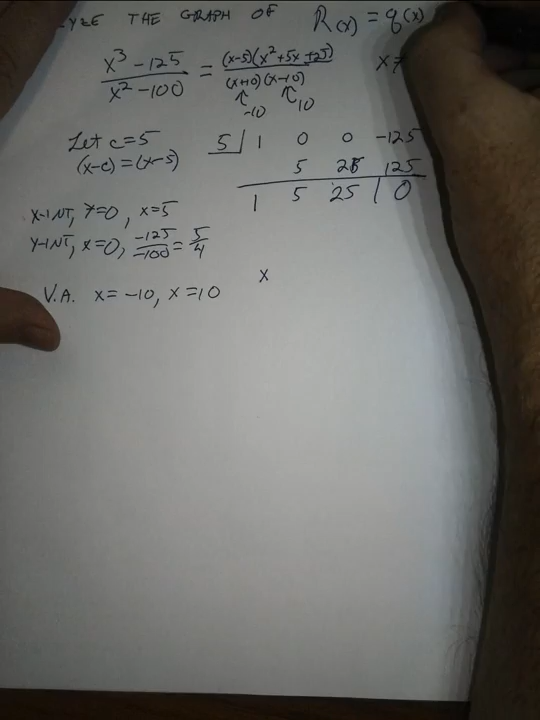 LYZE THE GRAPH OF R(x) = q(x)
x³ - 125 / x² - 100 = (x-5)(x²+5x+25) / (x+10)(x-10)
-10 10
Let c=5
(x-c) = (x-5)
5 | 1 0 0 -125
5 25 125
1 5 25 | 0
X-INT, y=0, x=5
Y-INT, x=0, -125/-100 = 5/4
V.A. x = -10, x = 10
x